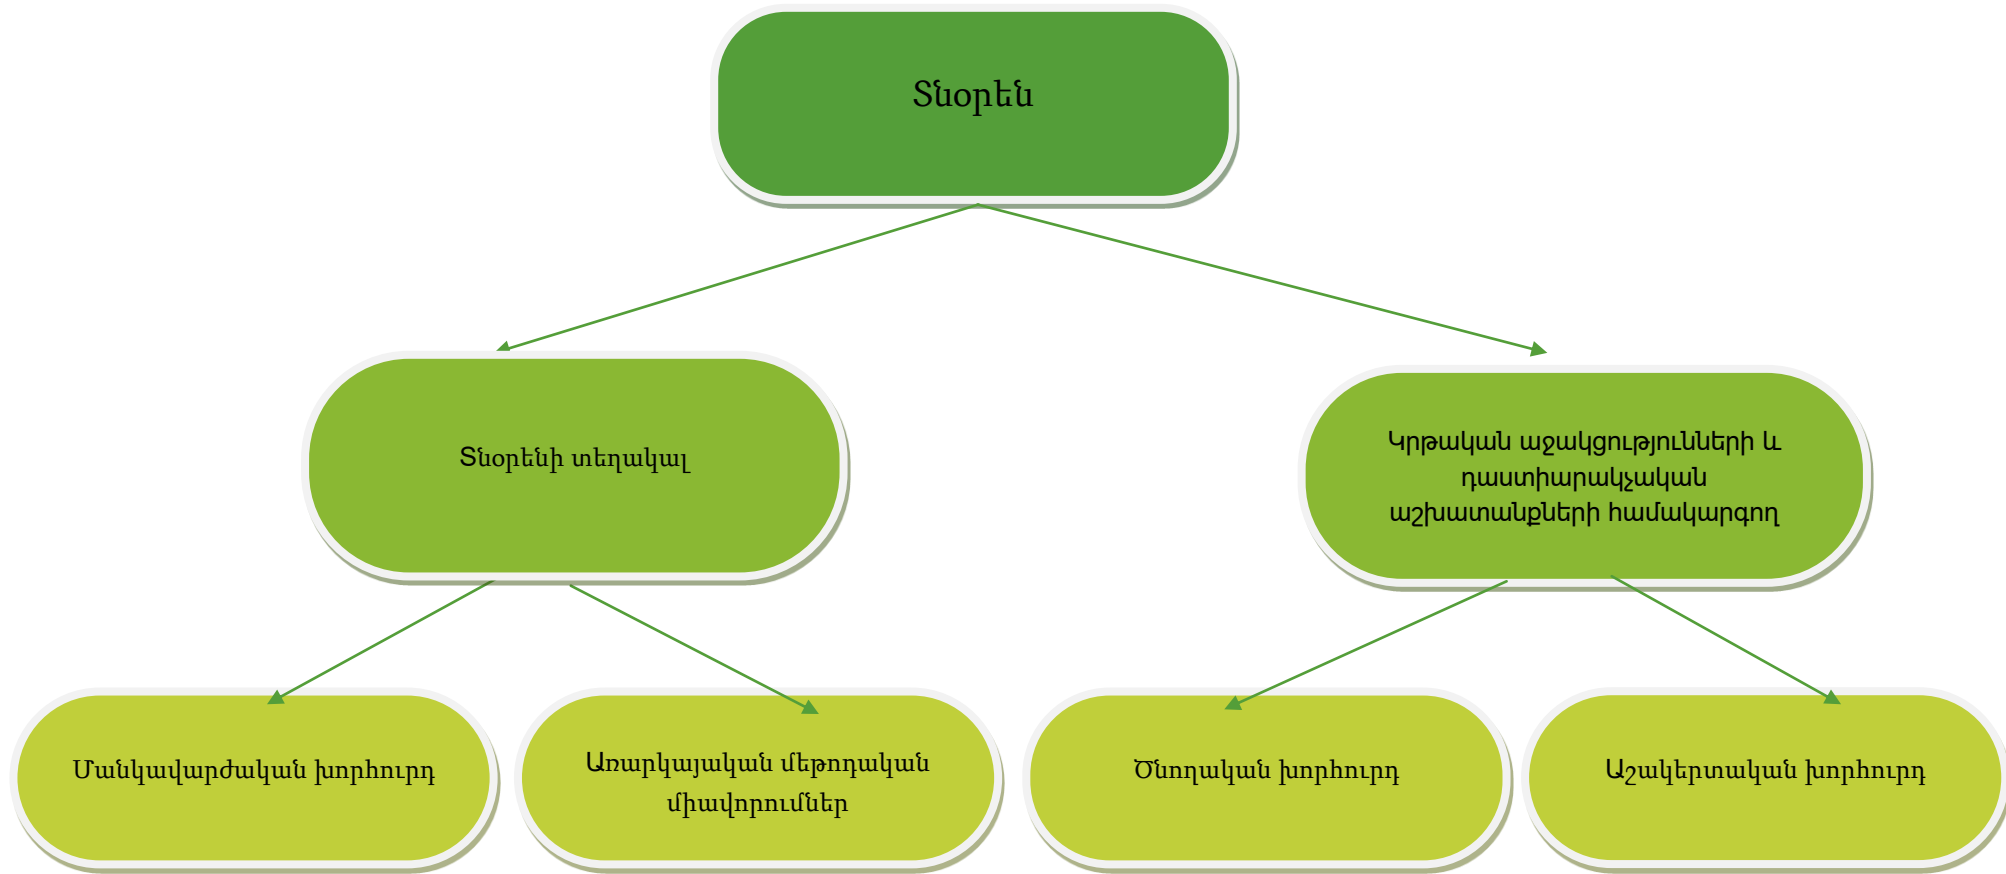 Տնօրեն
Տնօրենի տեղակալ
Կրթական աջակցությունների և
դաստիարակչական
աշխատանքների համակարգող
Մանկավարժական խորհուրդ
Առարկայական մեթոդական
միավորումներ
Ծնողական խորհուրդ
Աշակերտական խորհուրդ